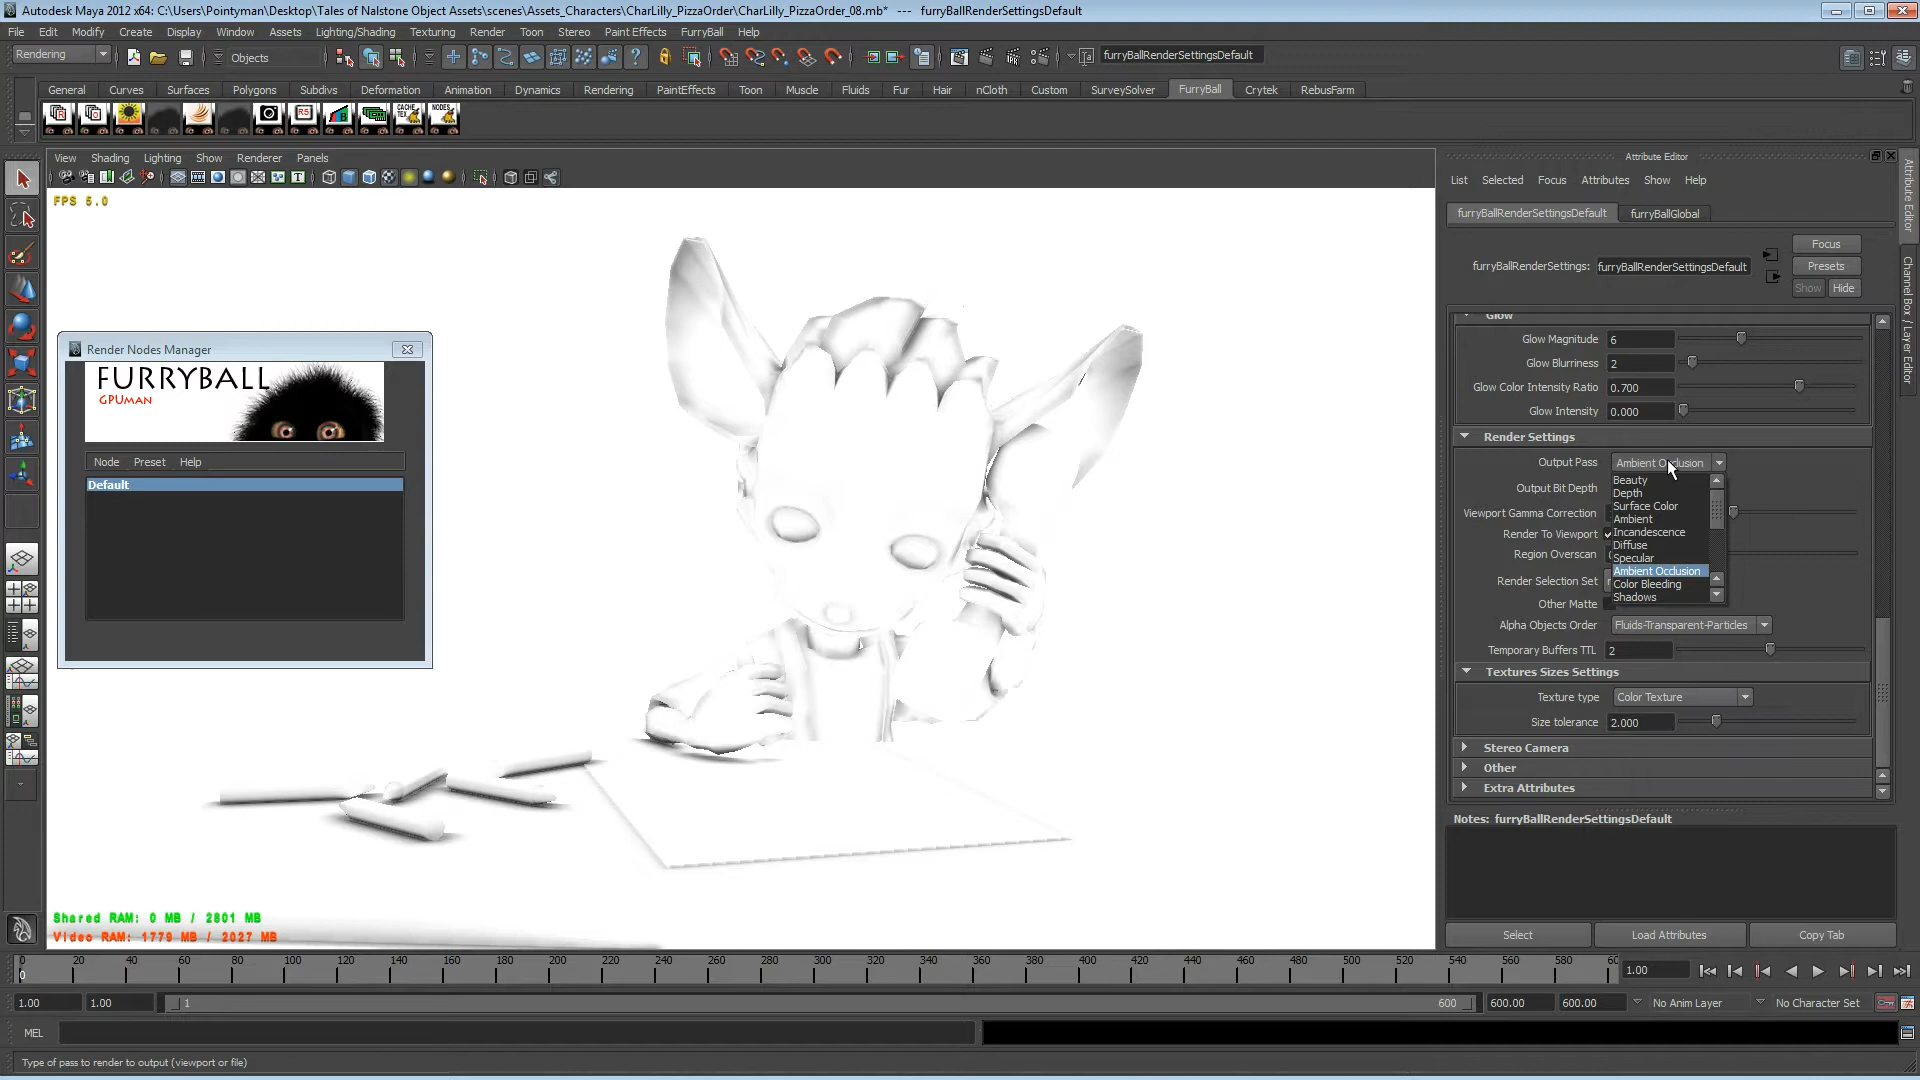 Autodesk Maya 2012 x64: C:\Users\Pointyman\Desktop\Tales of Nalstone Object Assets\scenes\Assets_Characters\CharLilly_PizzaOrder\CharLilly_PizzaOrder_08.mb* --- furryBallRenderSettingsDefault
File Edit Modify Create Display Window Assets Lighting/Shading Texturing Render Toon Stereo Paint Effects FurryBall Help
Rendering Objects furryBallRenderSettingsDefault
General Curves Surfaces Polygons Subdivs Deformation Animation Dynamics Rendering PaintEffects Toon Muscle Fluids Fur Hair nCloth Custom SurveySolver FurryBall Crytek RebusFarm
RS CACHE TEX NODES
View Shading Lighting Show Renderer Panels
FPS 5.0
Render Nodes Manager
FURRYBALL
GPUMAN
Node Preset Help
Default
Shared RAM: 0 MB / 2801 MB
Video RAM: 1779 MB / 2027 MB
Attribute Editor
List Selected Focus Attributes Show Help
furryBallRenderSettingsDefault furryBallGlobal
Focus
furryBallRenderSettings: furryBallRenderSettingsDefault Presets
Show Hide
Glow
Glow Magnitude 6
Glow Blurriness 2
Glow Color Intensity Ratio 0.700
Glow Intensity 0.000
Render Settings
Output Pass Ambient Occlusion
Output Bit Depth
Viewport Gamma Correction
Render To Viewport
Region Overscan
Render Selection Set
Other Matte
Beauty
Depth
Surface Color
Ambient
Incandescence
Diffuse
Specular
Ambient Occlusion
Color Bleeding
Shadows
Alpha Objects Order Fluids-Transparent-Particles
Temporary Buffers TTL 2
Textures Sizes Settings
Texture type Color Texture
Size tolerance 2.000
Stereo Camera
Other
Extra Attributes
Notes: furryBallRenderSettingsDefault
Select Load Attributes Copy Tab
Attribute Editor
Channel Box / Layer Editor
0 20 40 60 80 100 120 140 160 180 200 220 240 260 280 300 320 340 360 380 400 420 440 460 480 500 520 540 560 580 60
0 1.00
1.00 1.00 1 600 600.00 600.00 No Anim Layer No Character Set
MEL
Type of pass to render to output (viewport or file)